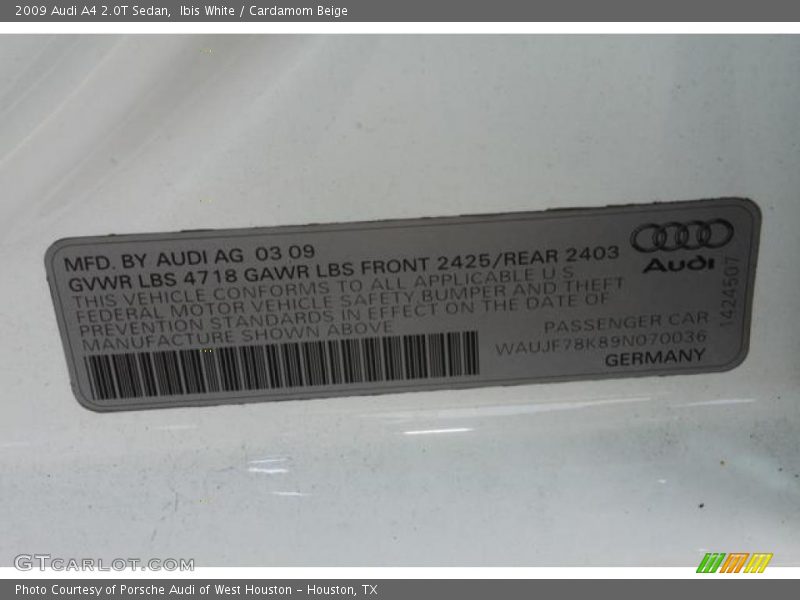 2009 Audi A4 2.0T Sedan,  Ibis White / Cardamom Beige
MFD. BY AUDI AG  03 09
GVWR LBS 4718 GAWR LBS FRONT 2425/REAR 2403
THIS VEHICLE CONFORMS TO ALL APPLICABLE U S
FEDERAL MOTOR VEHICLE SAFETY BUMPER AND THEFT
PREVENTION STANDARDS IN EFFECT ON THE DATE OF
MANUFACTURE SHOWN ABOVE
Audi
1424507
PASSENGER CAR
WAUJF78K89N070036
GERMANY
GTCARLOT.COM
Photo Courtesy of Porsche Audi of West Houston - Houston, TX